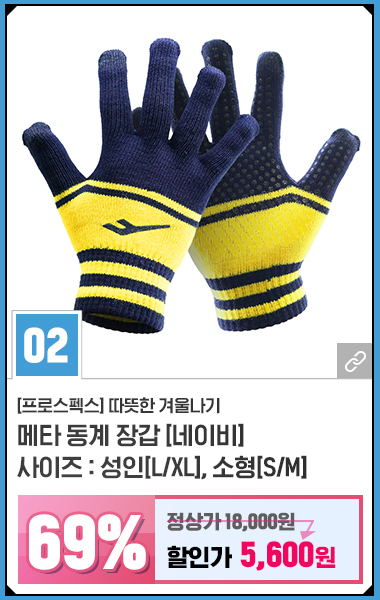 02
[프로스펙스] 따뜻한 겨울나기
메타 동계 장갑 [네이비]
사이즈 : 성인[L/XL], 소형[S/M]
69%
정상가 18,000원
할인가 5,600원